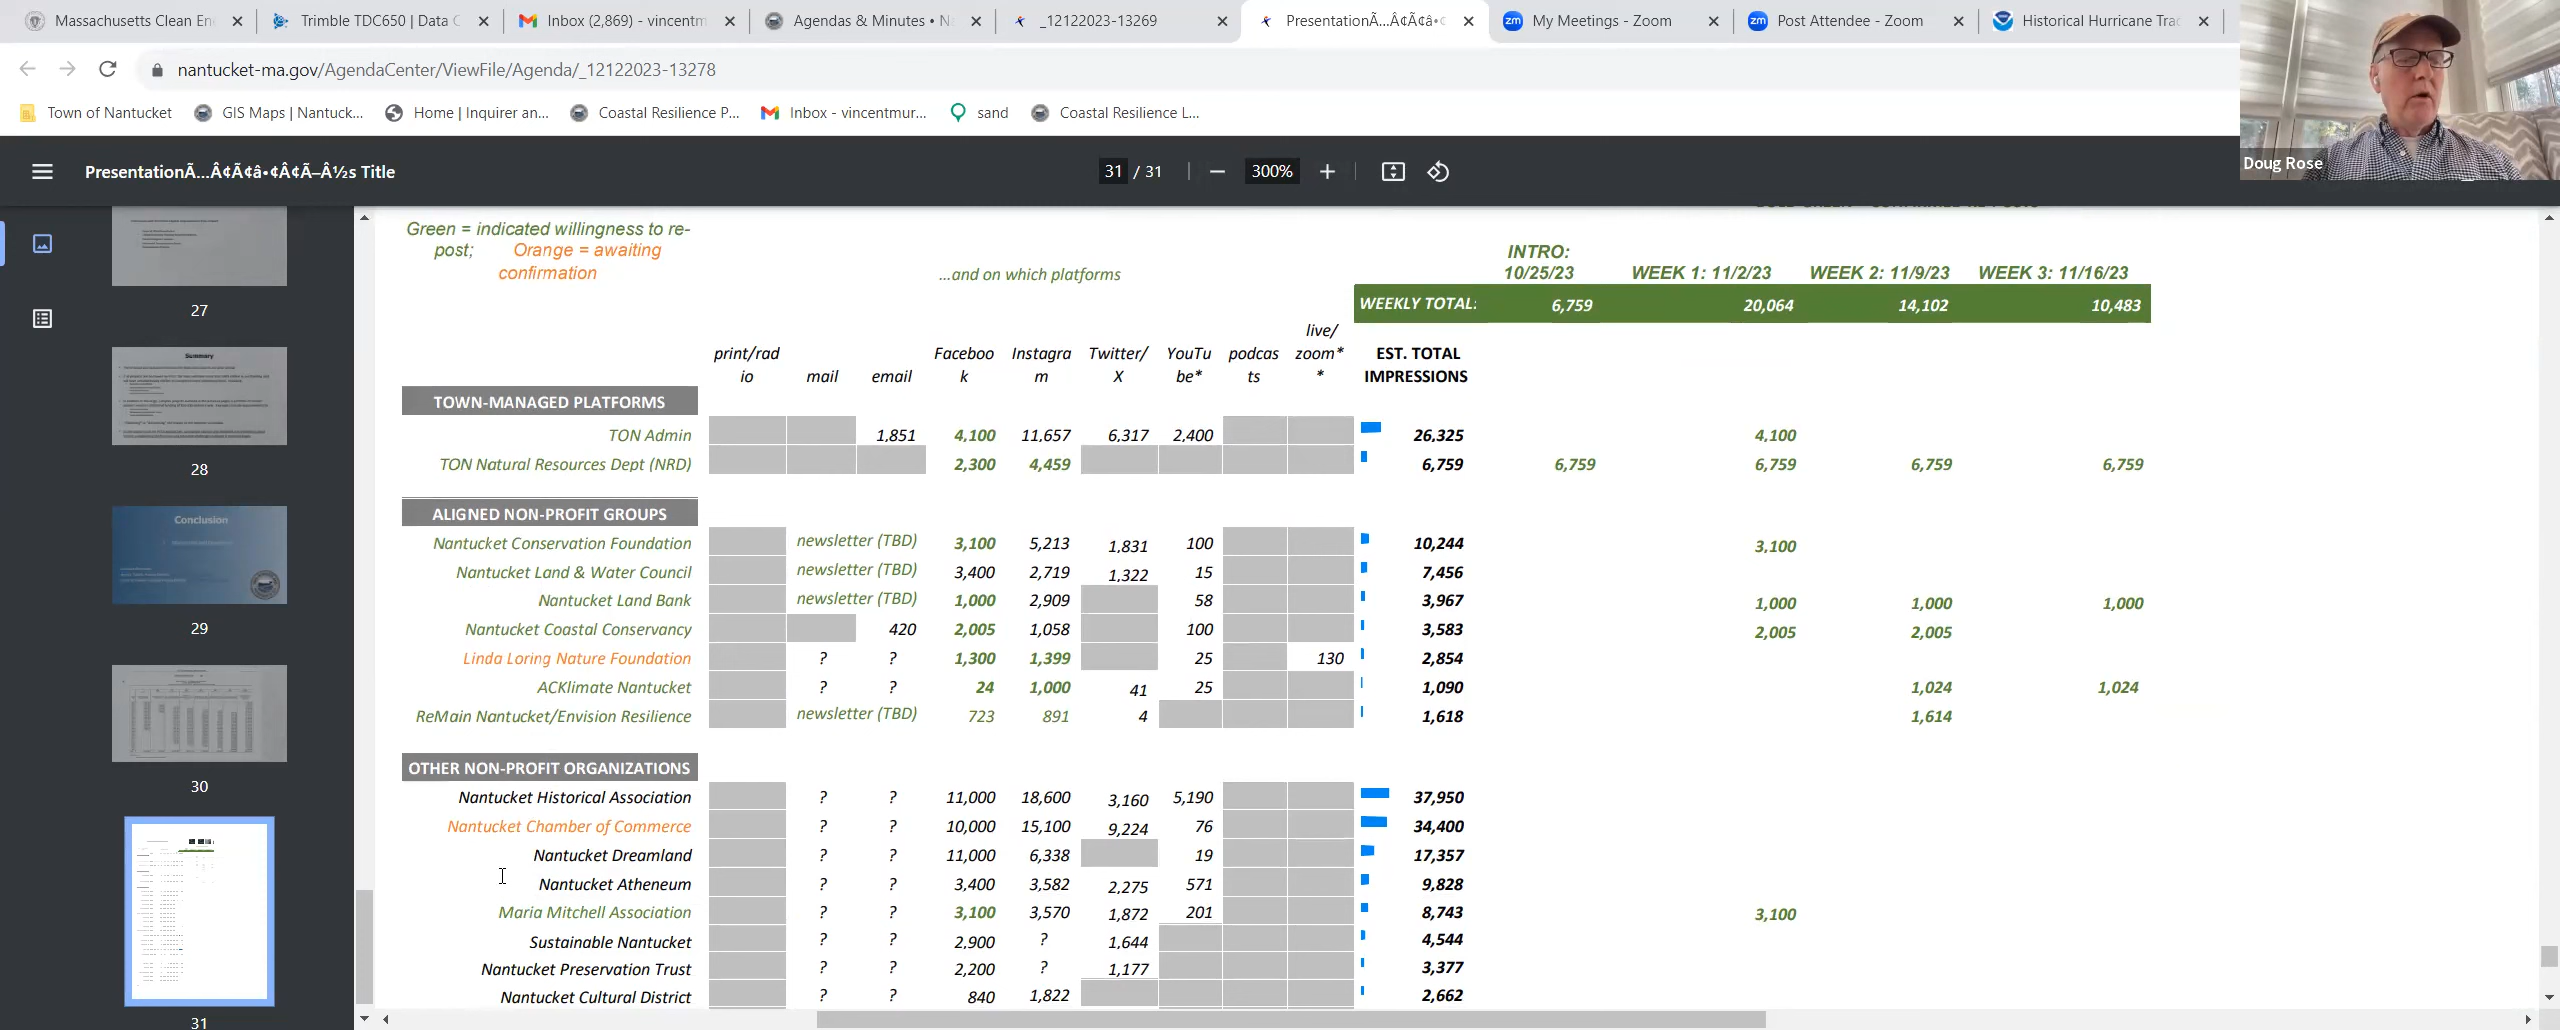 Massachusetts Clean En
Trimble TDC650 | Data C
Inbox (2,869) - vincentm
Agendas & Minutes • Na
_12122023-13269
PresentationÃ…Â¢Ã¢â•¢
My Meetings - Zoom
Post Attendee - Zoom
Historical Hurricane Trac
nantucket-ma.gov/AgendaCenter/ViewFile/Agenda/_12122023-13278
Town of Nantucket
GIS Maps | Nantuck...
Home | Inquirer an...
Coastal Resilience P...
Inbox - vincentmur...
sand
Coastal Resilience L...
Doug Rose
PresentationÃ…Â¢Ã¢â•¢Â¢Ã–Â½s Title
31 / 31
300%
27
Summary
28
Conclusion
29
30
31
Green = indicated willingness to re-
post; Orange = awaiting
confirmation
...and on which platforms
INTRO:
10/25/23 WEEK 1: 11/2/23 WEEK 2: 11/9/23 WEEK 3: 11/16/23
WEEKLY TOTAL: 6,759 20,064 14,102 10,483
live/
print/rad Faceboo Instagra Twitter/ YouTu podcas zoom* EST. TOTAL
io mail email k m X be* ts * IMPRESSIONS
TOWN-MANAGED PLATFORMS
TON Admin 1,851 4,100 11,657 6,317 2,400 26,325 4,100
TON Natural Resources Dept (NRD) 2,300 4,459 6,759 6,759 6,759 6,759 6,759
ALIGNED NON-PROFIT GROUPS
Nantucket Conservation Foundation newsletter (TBD) 3,100 5,213 1,831 100 10,244 3,100
Nantucket Land & Water Council newsletter (TBD) 3,400 2,719 1,322 15 7,456
Nantucket Land Bank newsletter (TBD) 1,000 2,909 58 3,967 1,000 1,000 1,000
Nantucket Coastal Conservancy 420 2,005 1,058 100 3,583 2,005 2,005
Linda Loring Nature Foundation ? ? 1,300 1,399 25 130 2,854
ACKlimate Nantucket ? ? 24 1,000 41 25 1,090 1,024 1,024
ReMain Nantucket/Envision Resilience newsletter (TBD) 723 891 4 1,618 1,614
OTHER NON-PROFIT ORGANIZATIONS
Nantucket Historical Association ? ? 11,000 18,600 3,160 5,190 37,950
Nantucket Chamber of Commerce ? ? 10,000 15,100 9,224 76 34,400
Nantucket Dreamland ? ? 11,000 6,338 19 17,357
Nantucket Atheneum ? ? 3,400 3,582 2,275 571 9,828
Maria Mitchell Association ? ? 3,100 3,570 1,872 201 8,743 3,100
Sustainable Nantucket ? ? 2,900 ? 1,644 4,544
Nantucket Preservation Trust ? ? 2,200 ? 1,177 3,377
Nantucket Cultural District ? ? 840 1,822 2,662